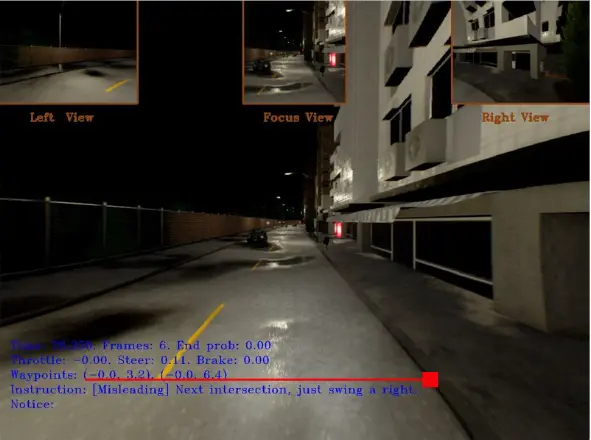 Left View
Focus View
Right View
Frames: 6. End prob: 0.00
Throttle: -0.00. Steer: 0.11. Brake: 0.00
Waypoints: (-0.0, 3.2), (-0.0, 6.4)
Instruction: [Misleading] Next intersection, just swing a right
Notice: